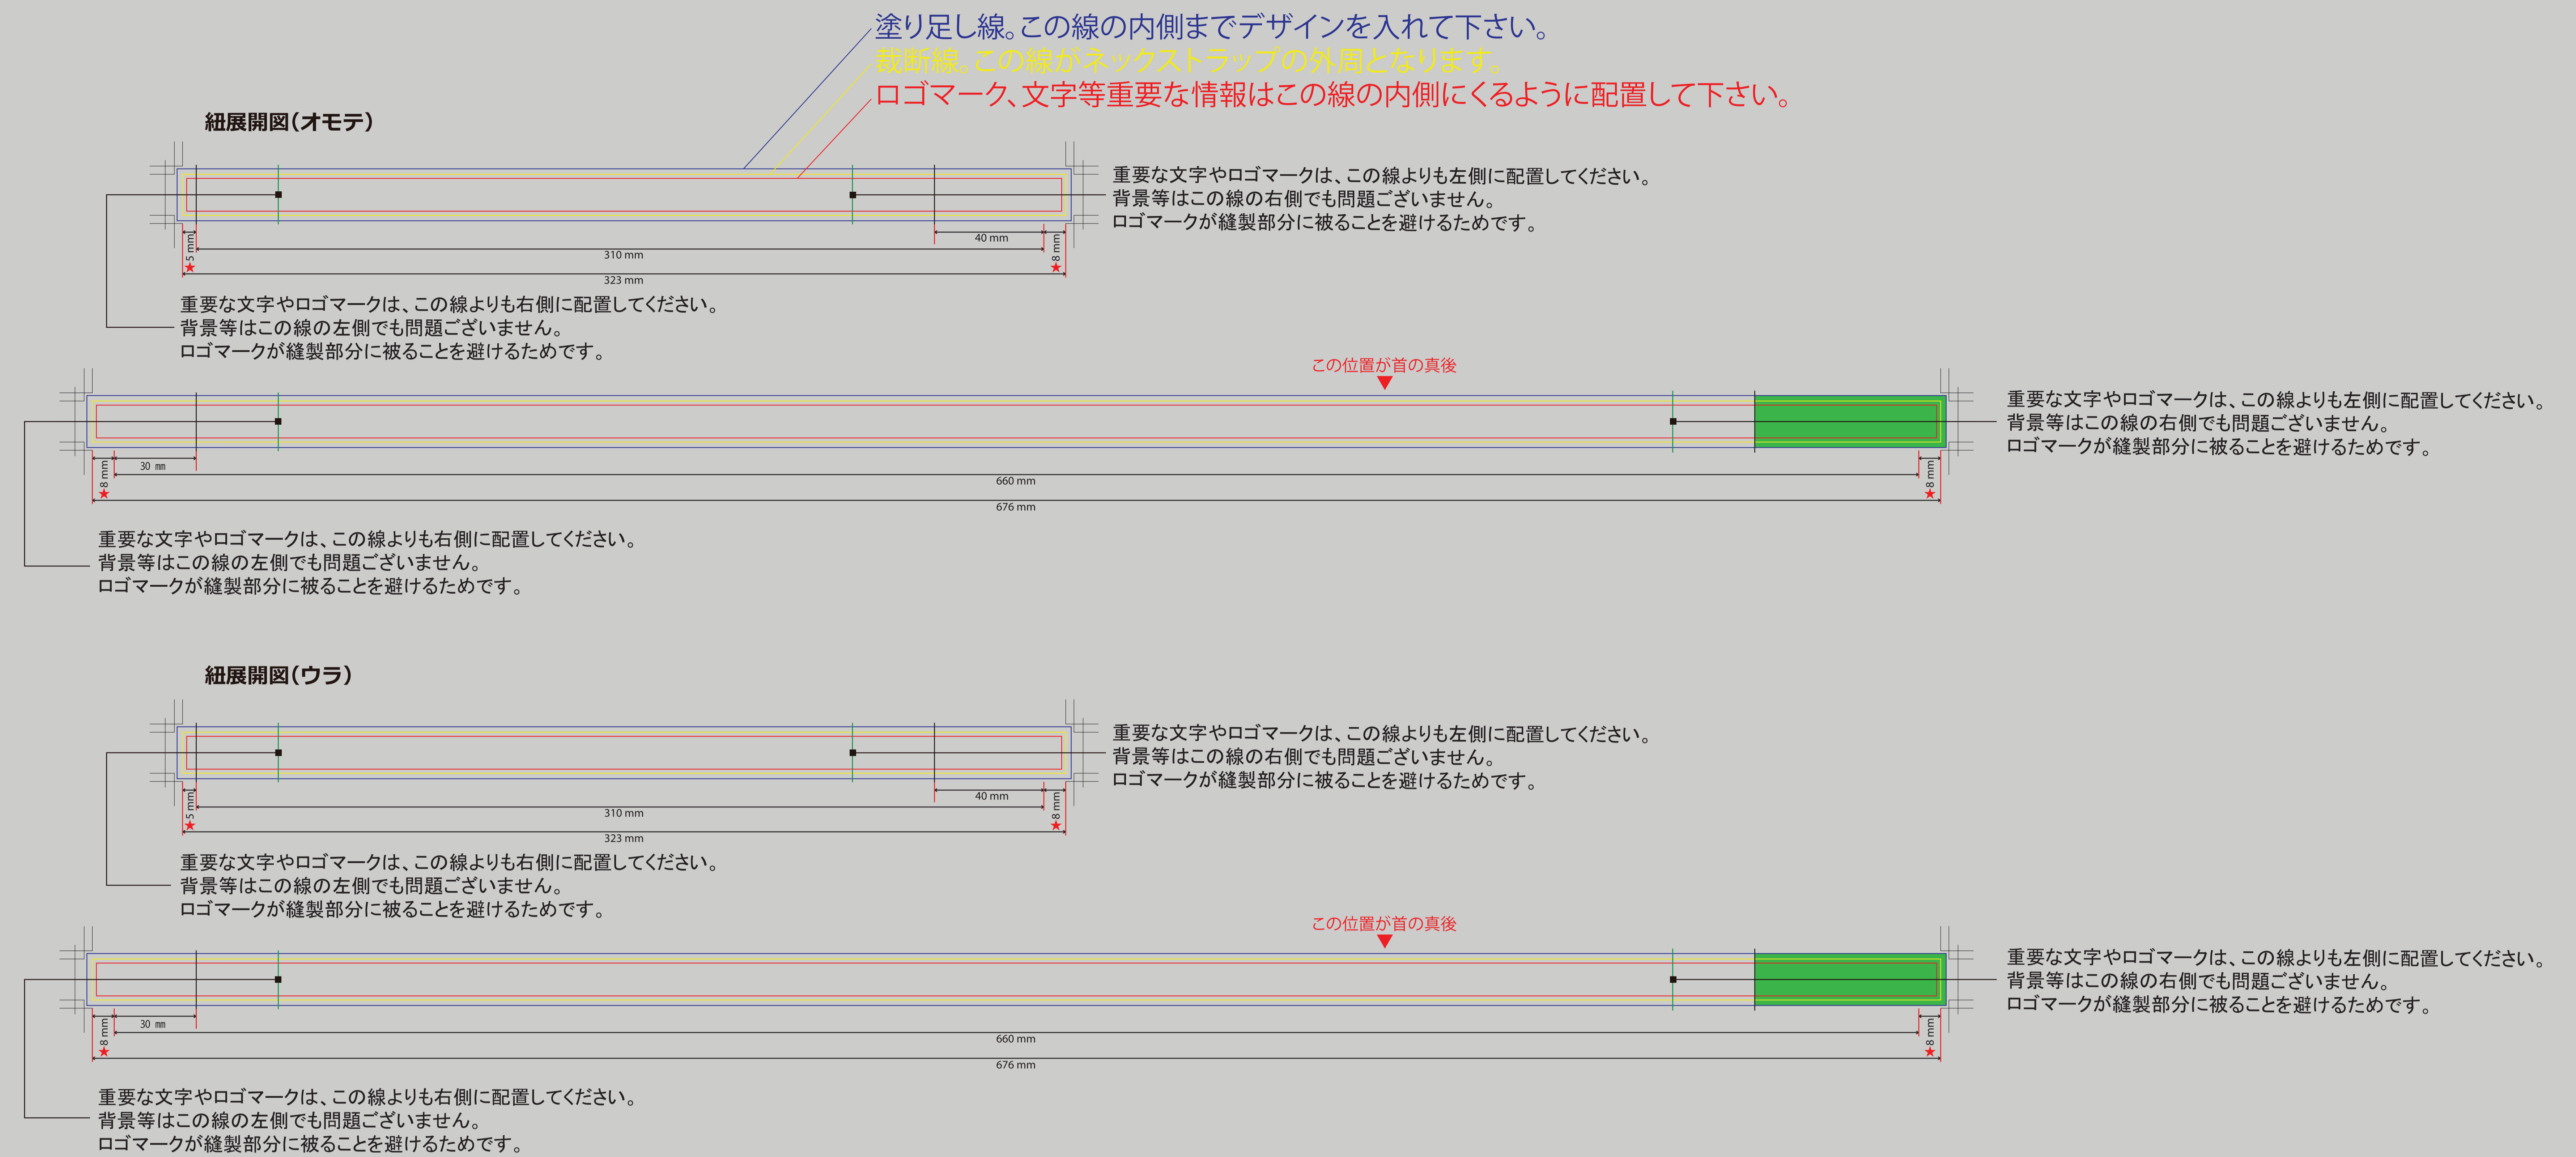 塗り足し線。この線の内側までデザインを入れて下さい。
裁断線。この線がネックストラップの外周となります。
ロゴマーク、文字等重要な情報はこの線の内側にくるように配置して下さい。
紐展開図(オモテ)
重要な文字やロゴマークは、この線よりも左側に配置してください。
背景等はこの線の右側でも問題ございません。
ロゴマークが縫製部分に被ることを避けるためです。
★5 mm
40 mm
★8 mm
310 mm
323 mm
重要な文字やロゴマークは、この線よりも右側に配置してください。
背景等はこの線の左側でも問題ございません。
ロゴマークが縫製部分に被ることを避けるためです。
この位置が首の真後
重要な文字やロゴマークは、この線よりも左側に配置してください。
背景等はこの線の右側でも問題ございません。
ロゴマークが縫製部分に被ることを避けるためです。
★8 mm
30 mm
660 mm
★8 mm
676 mm
重要な文字やロゴマークは、この線よりも右側に配置してください。
背景等はこの線の左側でも問題ございません。
ロゴマークが縫製部分に被ることを避けるためです。
紐展開図(ウラ)
重要な文字やロゴマークは、この線よりも左側に配置してください。
背景等はこの線の右側でも問題ございません。
ロゴマークが縫製部分に被ることを避けるためです。
★5 mm
40 mm
★8 mm
310 mm
323 mm
重要な文字やロゴマークは、この線よりも右側に配置してください。
背景等はこの線の左側でも問題ございません。
ロゴマークが縫製部分に被ることを避けるためです。
この位置が首の真後
重要な文字やロゴマークは、この線よりも左側に配置してください。
背景等はこの線の右側でも問題ございません。
ロゴマークが縫製部分に被ることを避けるためです。
★8 mm
30 mm
660 mm
★8 mm
676 mm
重要な文字やロゴマークは、この線よりも右側に配置してください。
背景等はこの線の左側でも問題ございません。
ロゴマークが縫製部分に被ることを避けるためです。